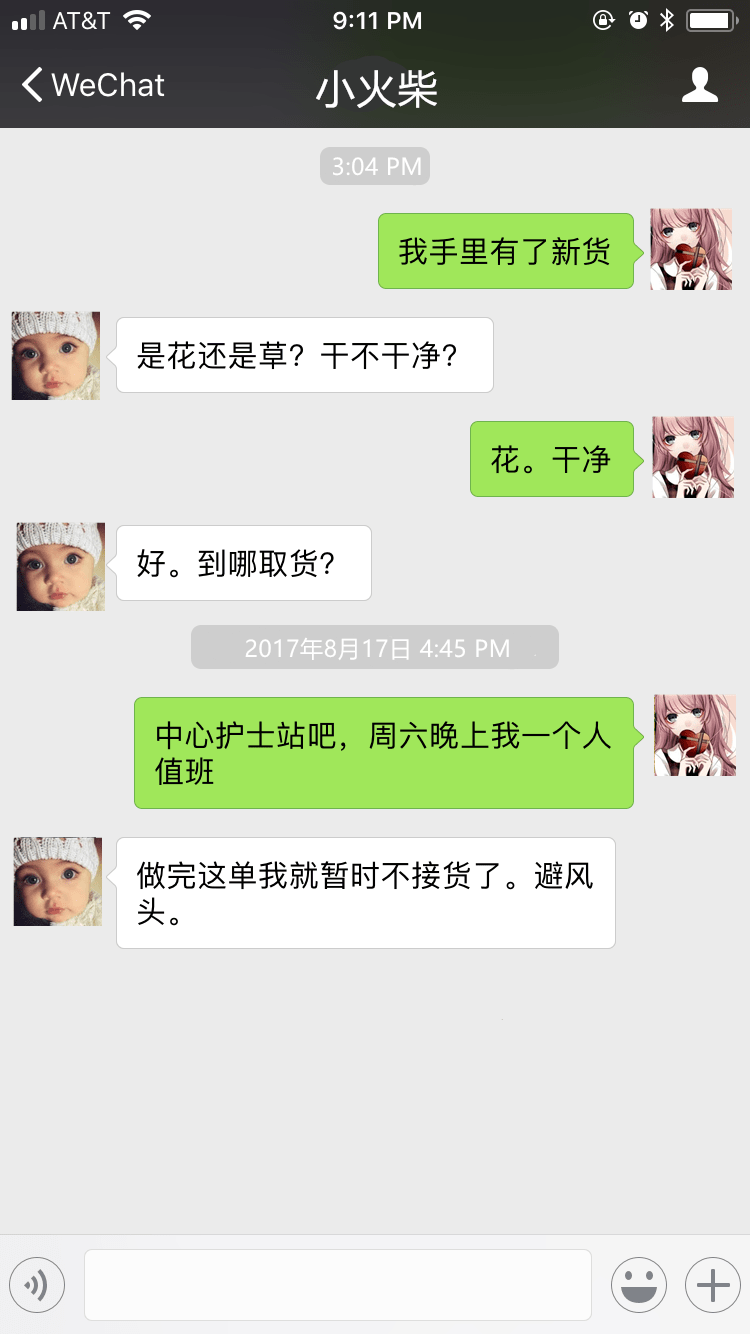 AT&T
9:11 PM
WeChat
小火柴
3:04 PM
我手里有了新货
是花还是草？干不干净？
花。干净
好。到哪取货？
2017年8月17日 4:45 PM
中心护士站吧，周六晚上我一个人
值班
做完这单我就暂时不接货了。避风
头。